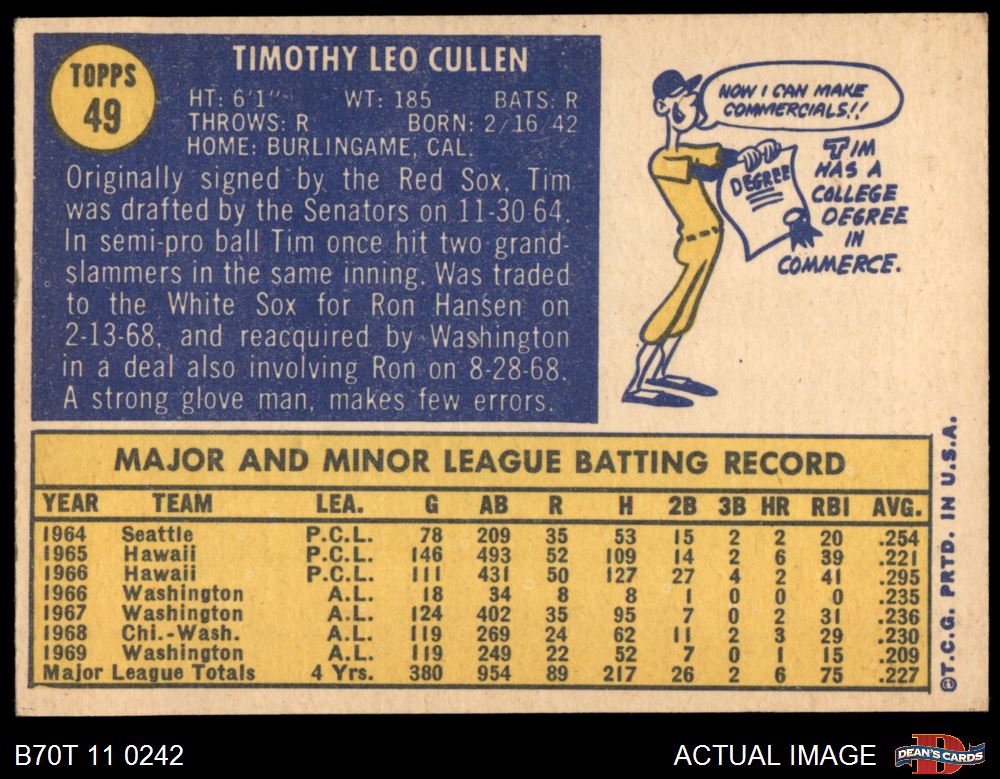 TOPPS
49
TIMOTHY LEO CULLEN
HT: 6'1" WT: 185 BATS: R
THROWS: R BORN: 2/16/42
HOME: BURLINGAME, CAL.
Originally signed by the Red Sox, Tim
was drafted by the Senators on 11-30-64.
In semi-pro ball Tim once hit two grand-
slammers in the same inning. Was traded
to the White Sox for Ron Hansen on
2-13-68, and reacquired by Washington
in a deal also involving Ron on 8-28-68.
A strong glove man, makes few errors.
NOW I CAN MAKE
COMMERCIALS!!
DEGREE
TIM
HAS A
COLLEGE
DEGREE
IN
COMMERCE.
MAJOR AND MINOR LEAGUE BATTING RECORD
YEAR TEAM LEA. G AB R H 2B 3B HR RBI AVG.
1964 Seattle P.C.L. 78 209 35 53 15 2 2 20 .254
1965 Hawaii P.C.L. 146 493 52 109 14 2 6 39 .221
1966 Hawaii P.C.L. 111 431 50 127 27 4 2 41 .295
1966 Washington A.L. 18 34 8 8 1 0 0 0 .235
1967 Washington A.L. 124 402 35 95 7 0 2 31 .236
1968 Chi.-Wash. A.L. 119 269 24 62 11 2 3 29 .230
1969 Washington A.L. 119 249 22 52 7 0 1 15 .209
Major League Totals 4 Yrs. 380 954 89 217 26 2 6 75 .227
©T.C.G. PRTD. IN U.S.A.
B70T 11 0242
ACTUAL IMAGE
DEAN'S CARDS